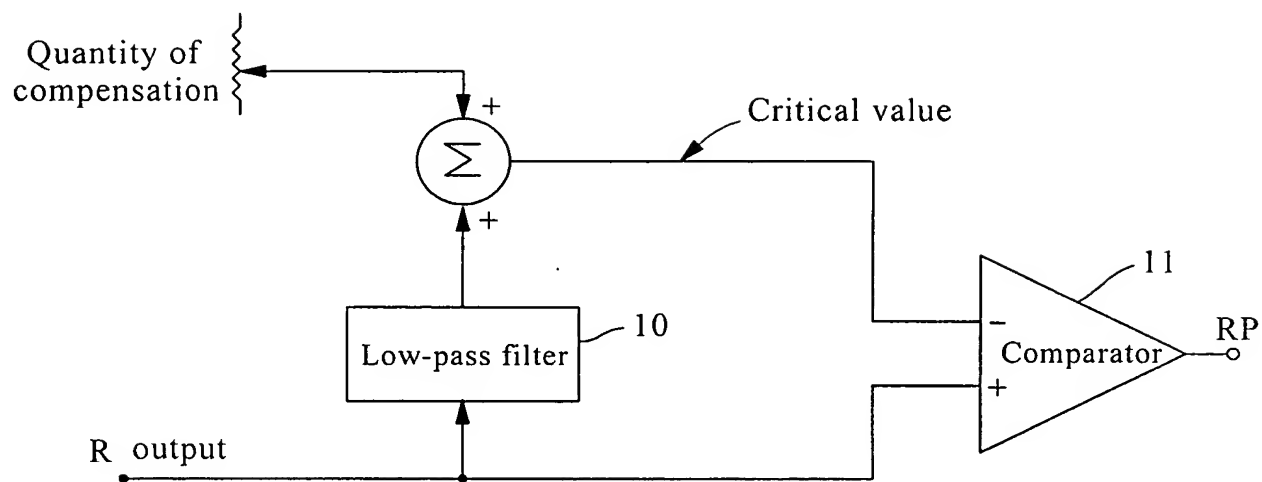 Quantity of
compensation
+
Σ
Critical value
+
11
10
Low-pass filter
−
Comparator
RP
+
R output